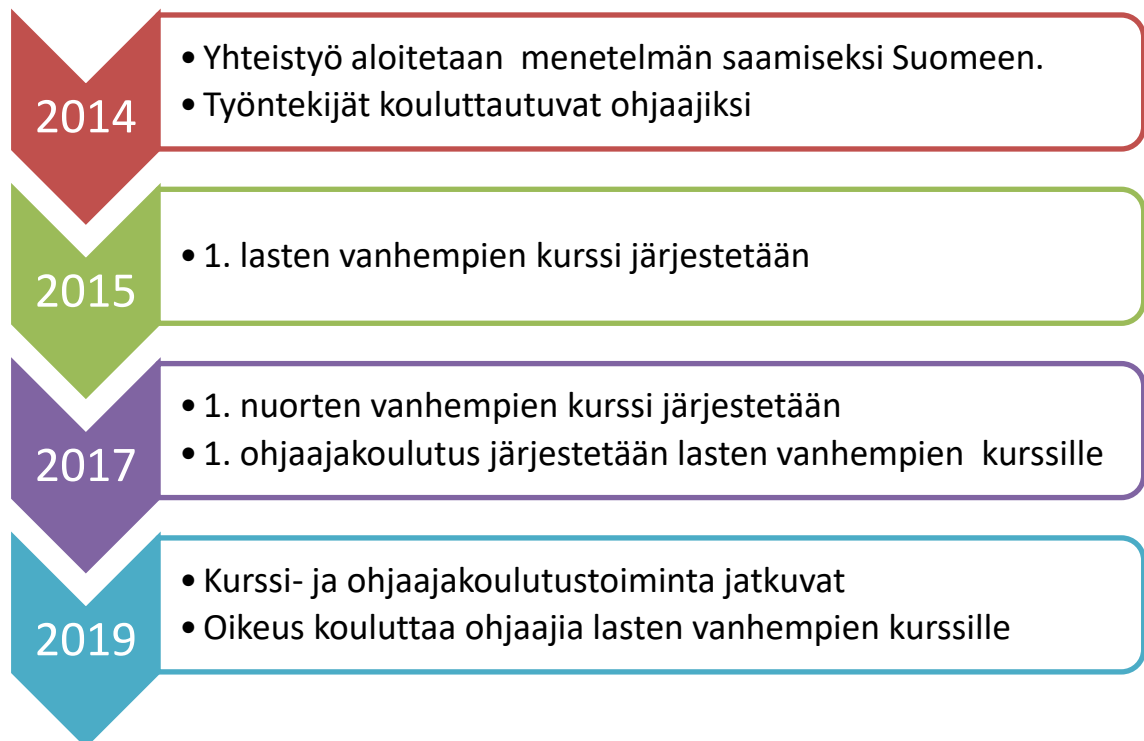 2014
• Yhteistyö aloitetaan menetelmän saamiseksi Suomeen.
• Työntekijät kouluttautuvat ohjaajiksi
2015
• 1. lasten vanhempien kurssi järjestetään
2017
• 1. nuorten vanhempien kurssi järjestetään
• 1. ohjaajakoulutus järjestetään lasten vanhempien kurssille
2019
• Kurssi- ja ohjaajakoulutustoiminta jatkuvat
• Oikeus kouluttaa ohjaajia lasten vanhempien kurssille